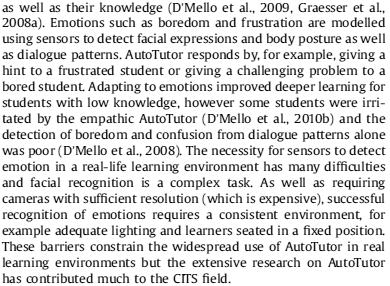 as well as their knowledge (D'Mello et al., 2009, Graesser et al.,
2008a). Emotions such as boredom and frustration are modelled
using sensors to detect facial expressions and body posture as well
as dialogue patterns. AutoTutor responds by, for example, giving a
hint to a frustrated student or giving a challenging problem to a
bored student. Adapting to emotions improved deeper learning for
students with low knowledge, however some students were irri-
tated by the empathic AutoTutor (D'Mello et al., 2010b) and the
detection of boredom and confusion from dialogue patterns alone
was poor (D'Mello et al., 2008). The necessity for sensors to detect
emotion in a real-life learning environment has many difficulties
and facial recognition is a complex task. As well as requiring
cameras with sufficient resolution (which is expensive), successful
recognition of emotions requires a consistent environment, for
example adequate lighting and learners seated in a fixed position.
These barriers constrain the widespread use of AutoTutor in real
learning environments but the extensive research on AutoTutor
has contributed much to the CITS field.